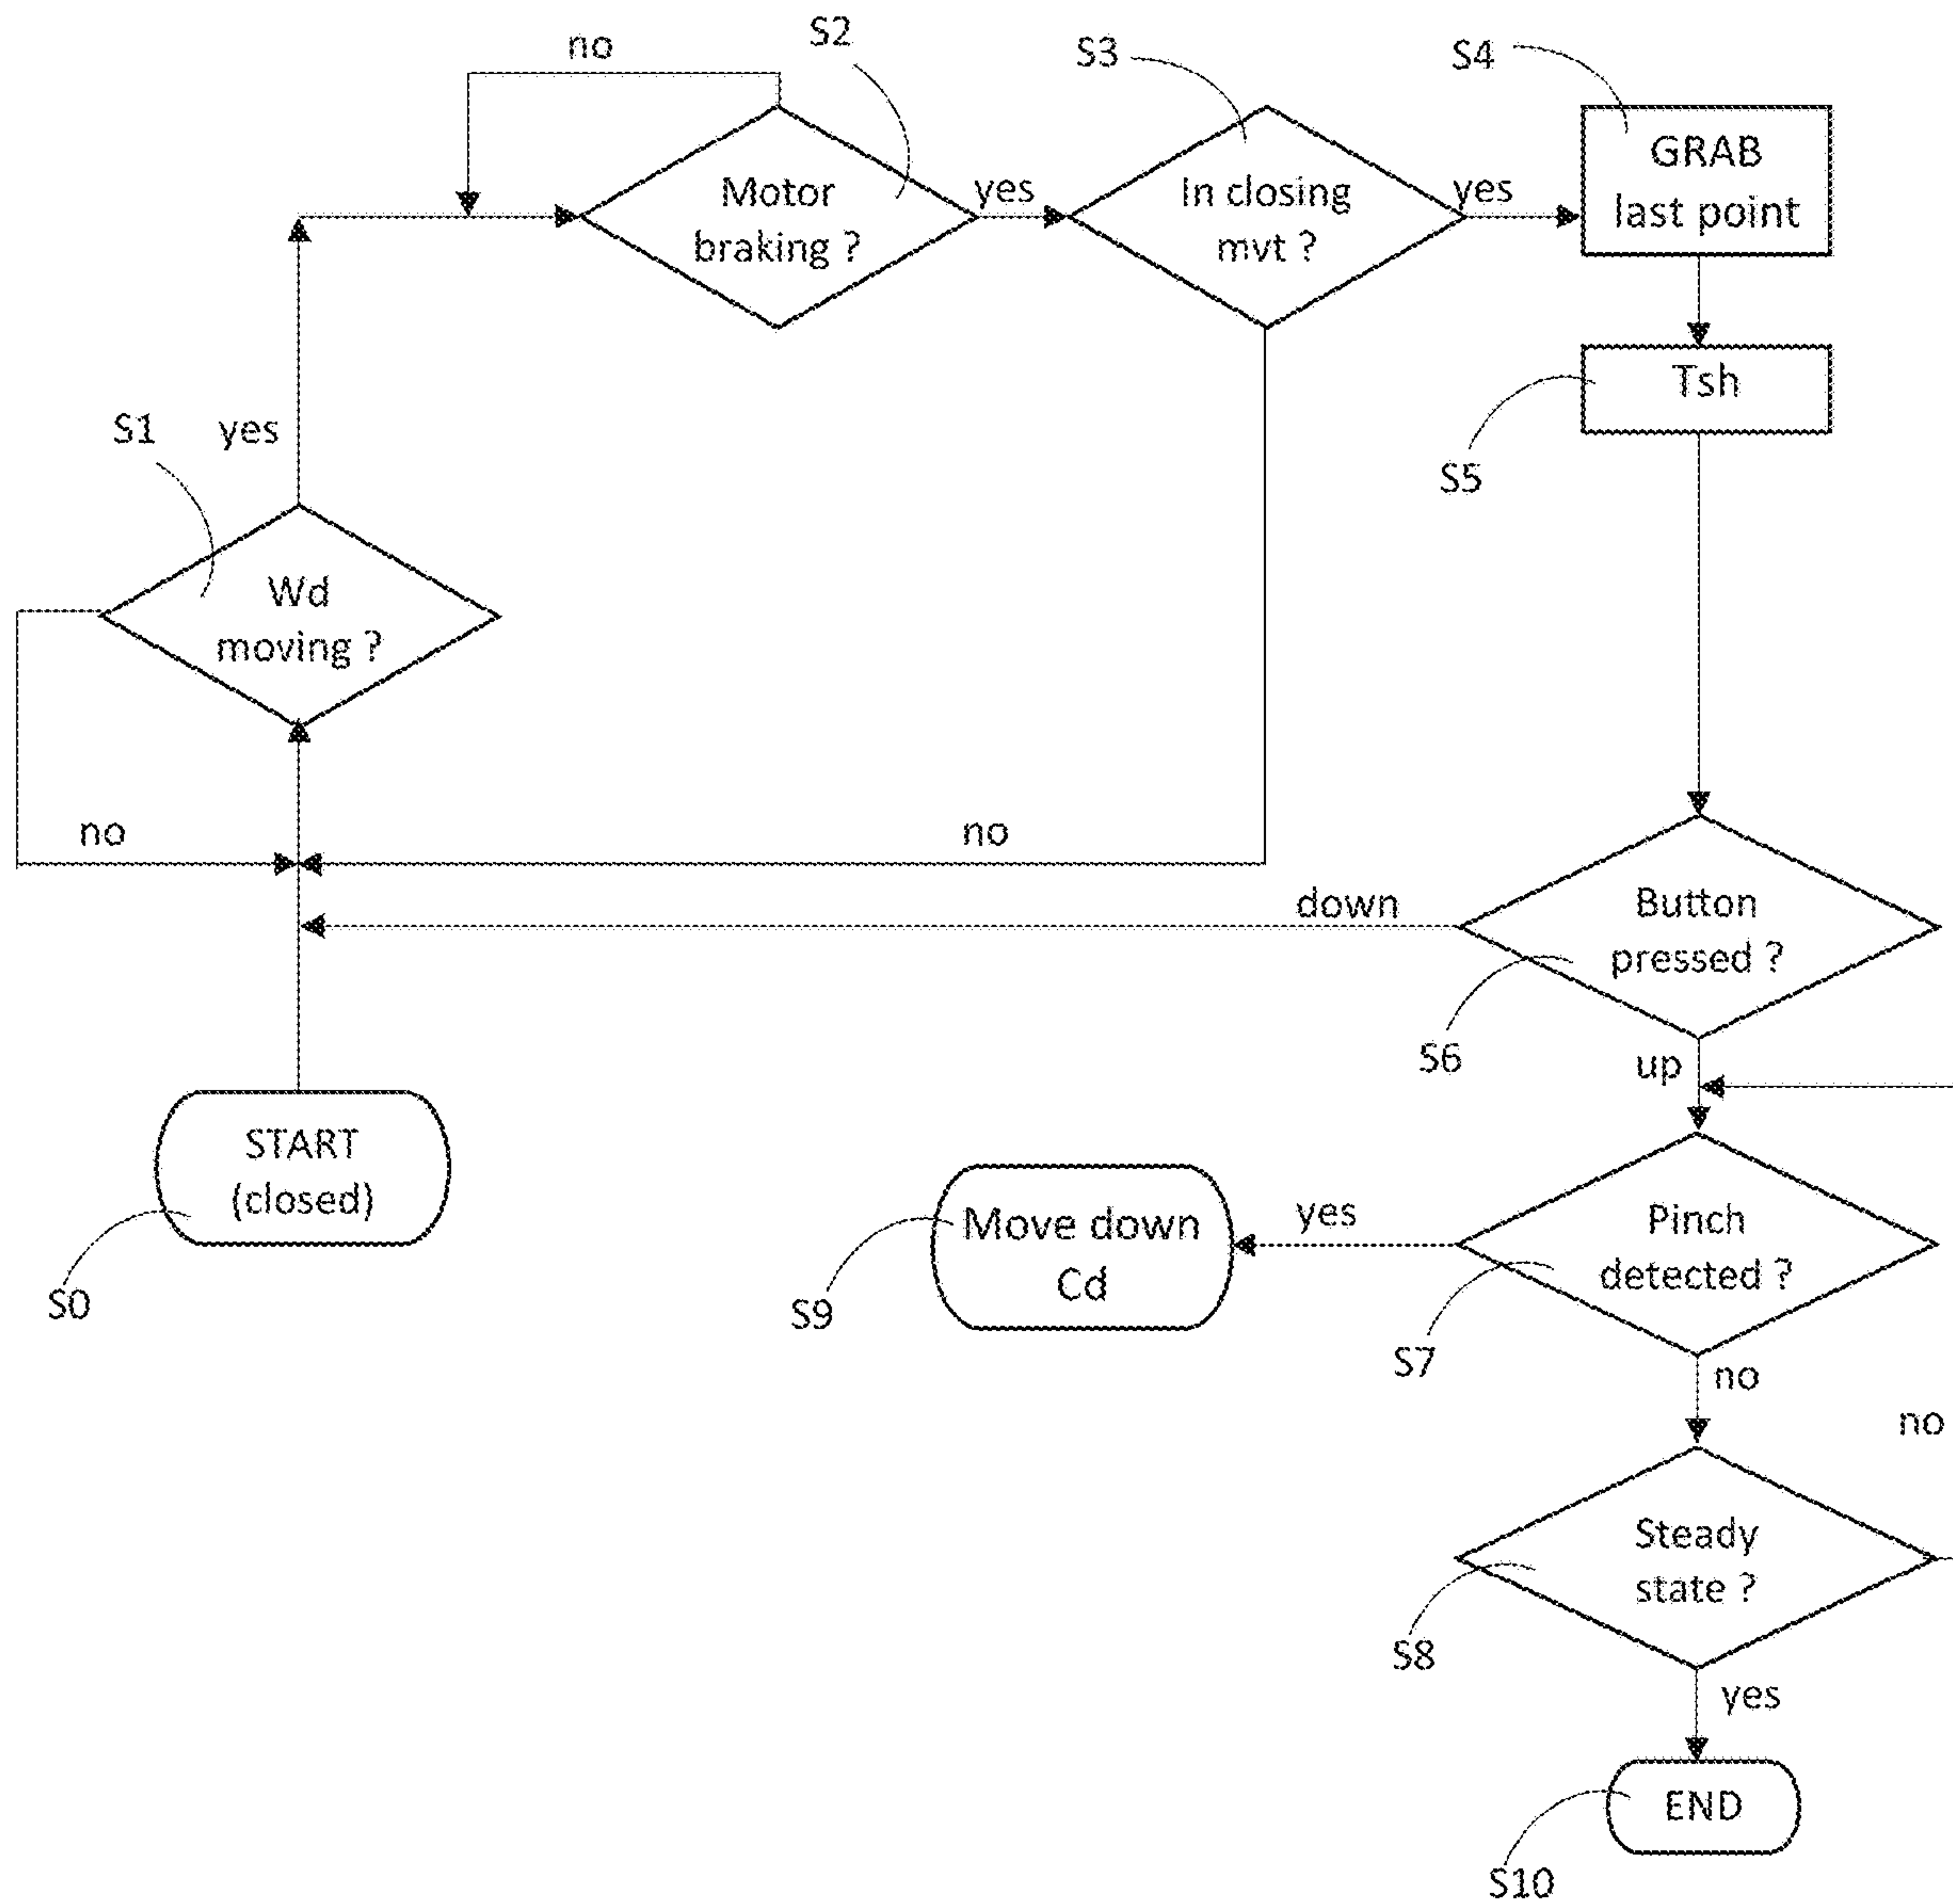 no
S2
S3
S4
Motor
braking ?
yes
In closing
mvt ?
yes
GRAB
last point
Tsh
S5
S1
yes
Wd
moving ?
no
no
down
Button
pressed ?
S6
up
START
(closed)
S0
Move down
Cd
S9
yes
Pinch
detected ?
S7
no
no
Steady
state ?
S8
yes
END
S10